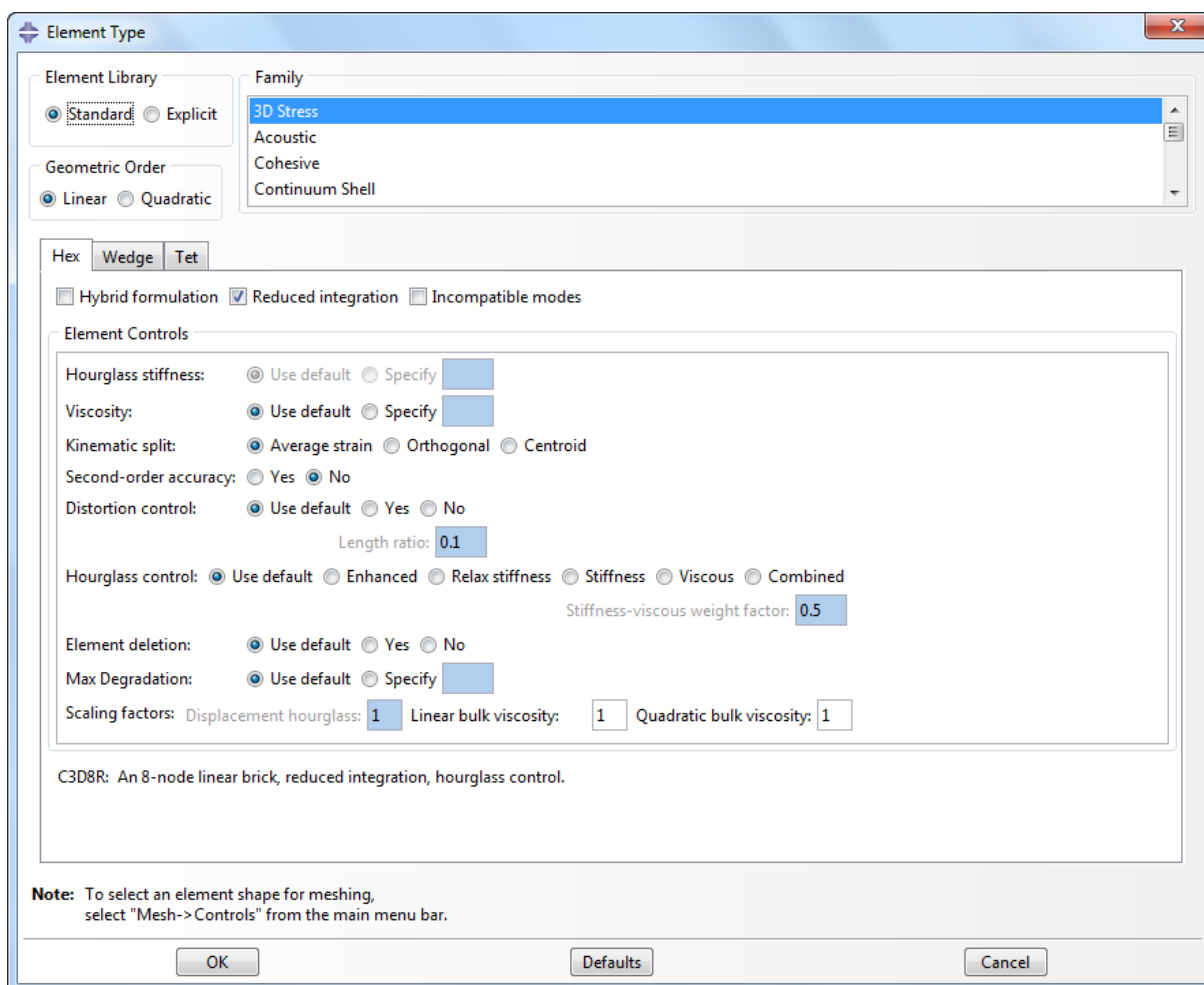 Element Type
Element Library
Family
Standard Explicit
3D Stress
Acoustic
Cohesive
Continuum Shell
Geometric Order
Linear Quadratic
Hex Wedge Tet
Hybrid formulation Reduced integration Incompatible modes
Element Controls
Hourglass stiffness: Use default Specify
Viscosity: Use default Specify
Kinematic split: Average strain Orthogonal Centroid
Second-order accuracy: Yes No
Distortion control: Use default Yes No
Length ratio: 0.1
Hourglass control: Use default Enhanced Relax stiffness Stiffness Viscous Combined
Stiffness-viscous weight factor: 0.5
Element deletion: Use default Yes No
Max Degradation: Use default Specify
Scaling factors: Displacement hourglass: 1 Linear bulk viscosity: 1 Quadratic bulk viscosity: 1
C3D8R: An 8-node linear brick, reduced integration, hourglass control.
Note: To select an element shape for meshing,
select "Mesh->Controls" from the main menu bar.
OK Defaults Cancel